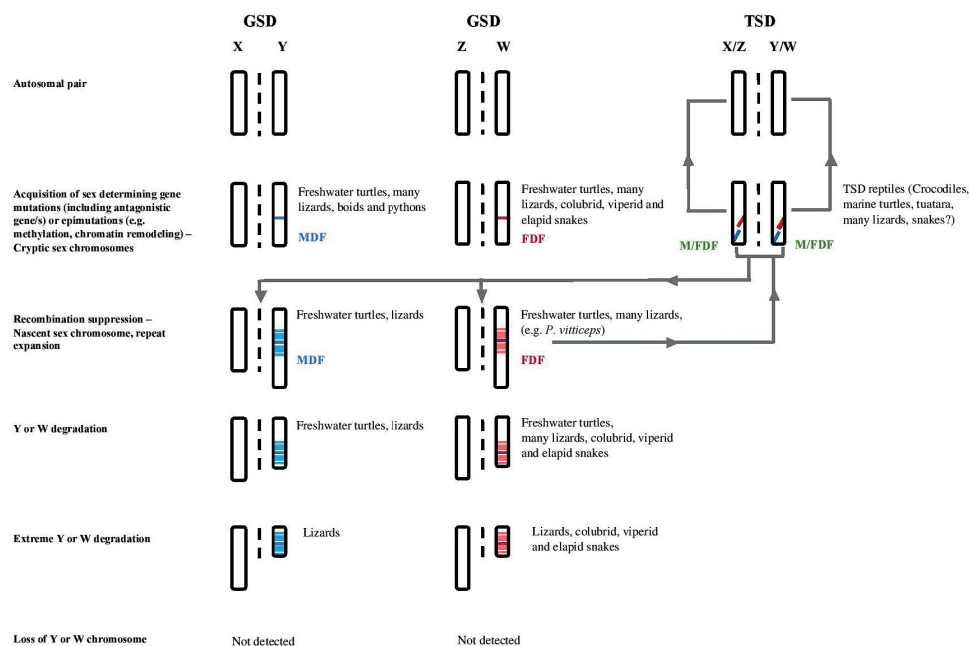 GSD GSD TSD
X Y Z W X/Z Y/W
Autosomal pair
Acquisition of sex determining gene
mutations (including antagonistic
gene/s) or epimutations (e.g.
methylation, chromatin remodeling) –
Cryptic sex chromosomes
Freshwater turtles, many
lizards, boids and pythons
MDF
Freshwater turtles, many
lizards, colubrid, viperid and
elapid snakes
FDF
M/FDF
M/FDF
TSD reptiles (Crocodiles,
marine turtles, tuatara,
many lizards, snakes?)
Recombination suppression –
Nascent sex chromosome, repeat
expansion
Freshwater turtles, lizards
MDF
Freshwater turtles, many lizards,
(e.g. P. vitticeps)
FDF
Y or W degradation
Freshwater turtles, lizards
Freshwater turtles,
many lizards, colubrid, viperid
and elapid snakes
Extreme Y or W degradation
Lizards
Lizards, colubrid, viperid
and elapid snakes
Loss of Y or W chromosome
Not detected
Not detected